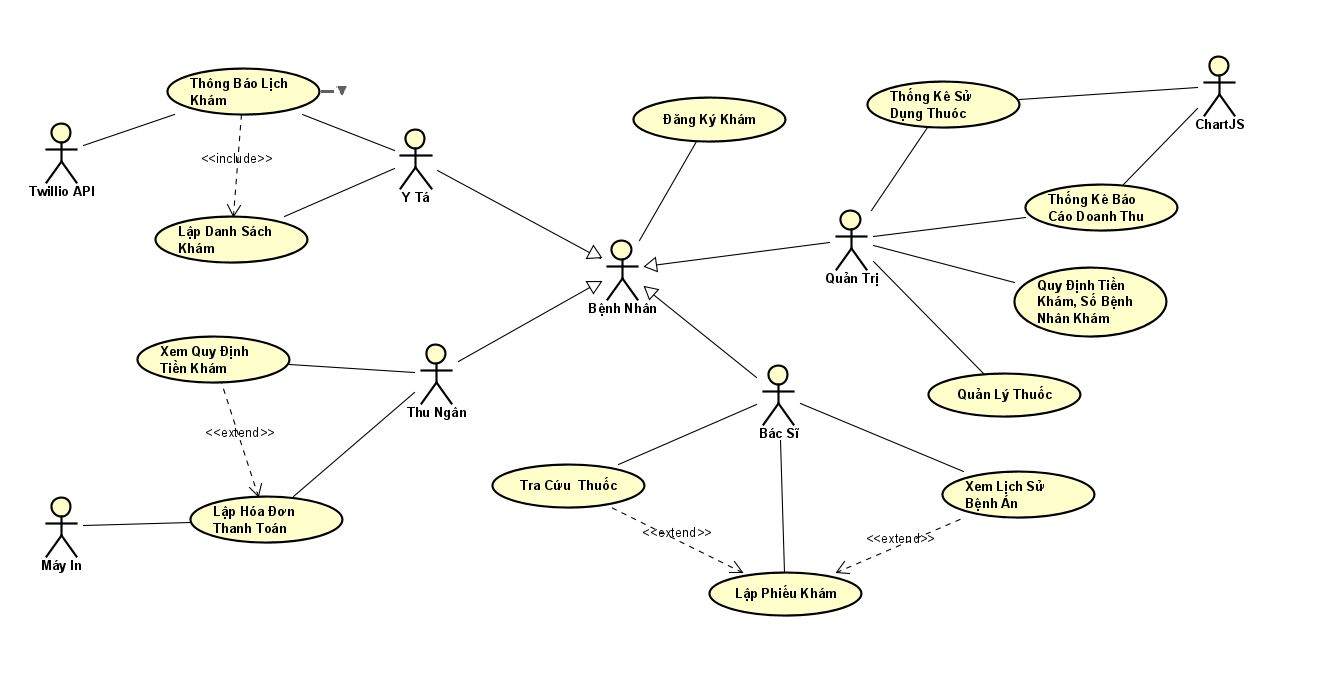 Thông Báo Lịch
Khám
Twillio API
<<include>>
Y Tá
Lập Danh Sách
Khám
Đăng Ký Khám
Bệnh Nhân
Thống Kê Sử
Dụng Thuóc
ChartJS
Thống Kê Báo
Cáo Doanh Thu
Quản Trị
Quy Định Tiền
Khám, Số Bệnh
Nhân Khám
Quản Lý Thuốc
Xem Quy Định
Tiền Khám
Thu Ngân
<<extend>>
Lập Hóa Đơn
Thanh Toán
Máy In
Bác Sĩ
Tra Cứu Thuốc
Xem Lịch Sử
Bệnh Án
<<extend>>
<<extend>>
Lập Phiếu Khám